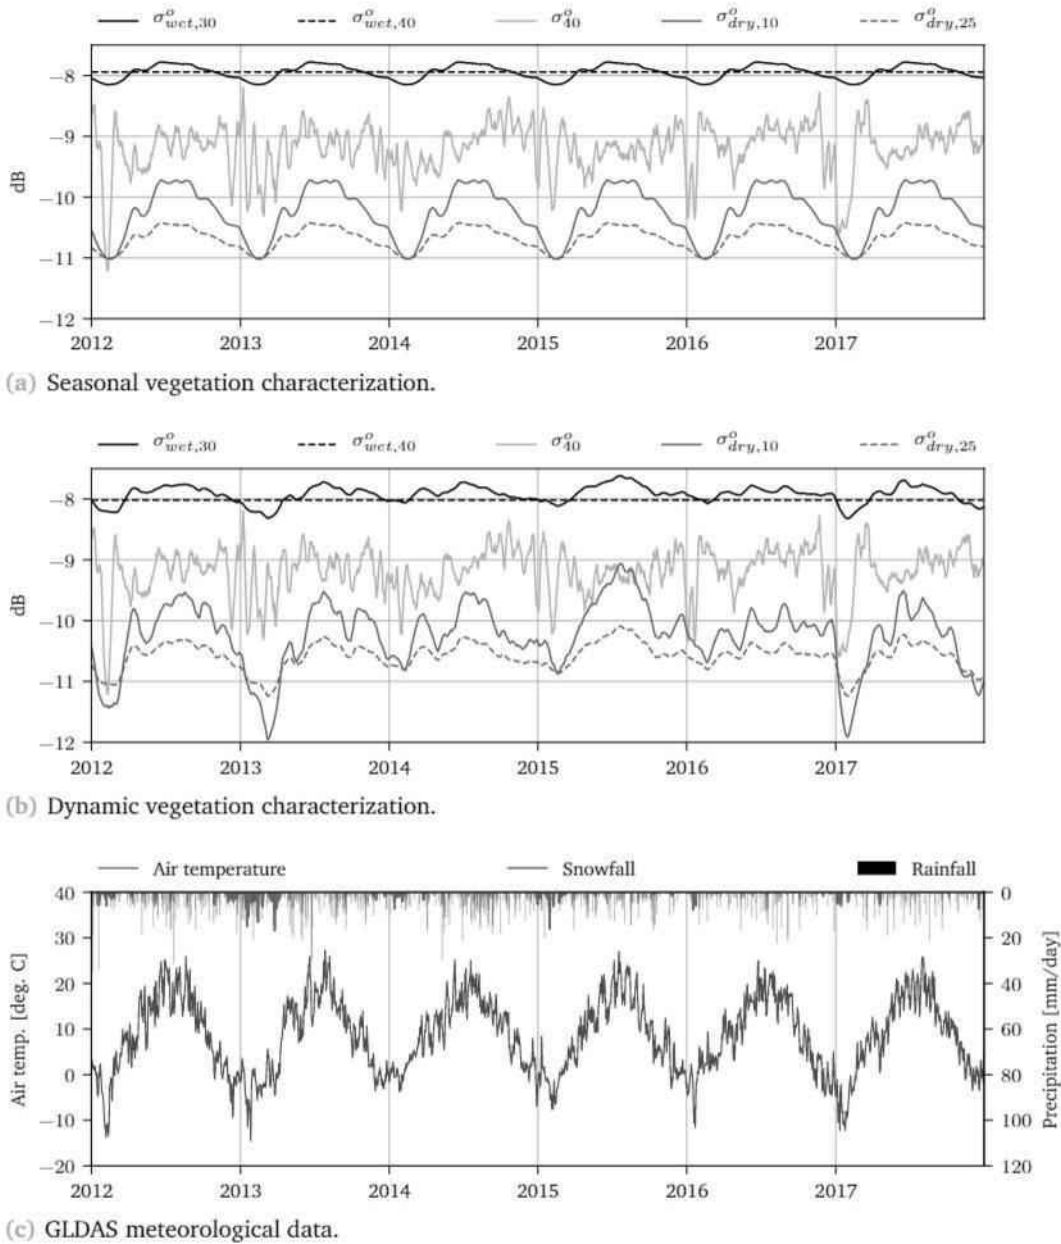 σ°wet,30 σ°wet,40 σ°40 σ°dry,10 σ°dry,25
−8
−9
−10
−11
−12
dB
2012 2013 2014 2015 2016 2017
(a) Seasonal vegetation characterization.
σ°wet,30 σ°wet,40 σ°40 σ°dry,10 σ°dry,25
−8
−9
−10
−11
−12
dB
2012 2013 2014 2015 2016 2017
(b) Dynamic vegetation characterization.
Air temperature Snowfall Rainfall
40 0
30 20
20 40
10 60
0 80
−10 100
−20 120
Air temp. [deg. C]
Precipitation [mm/day]
2012 2013 2014 2015 2016 2017
(c) GLDAS meteorological data.